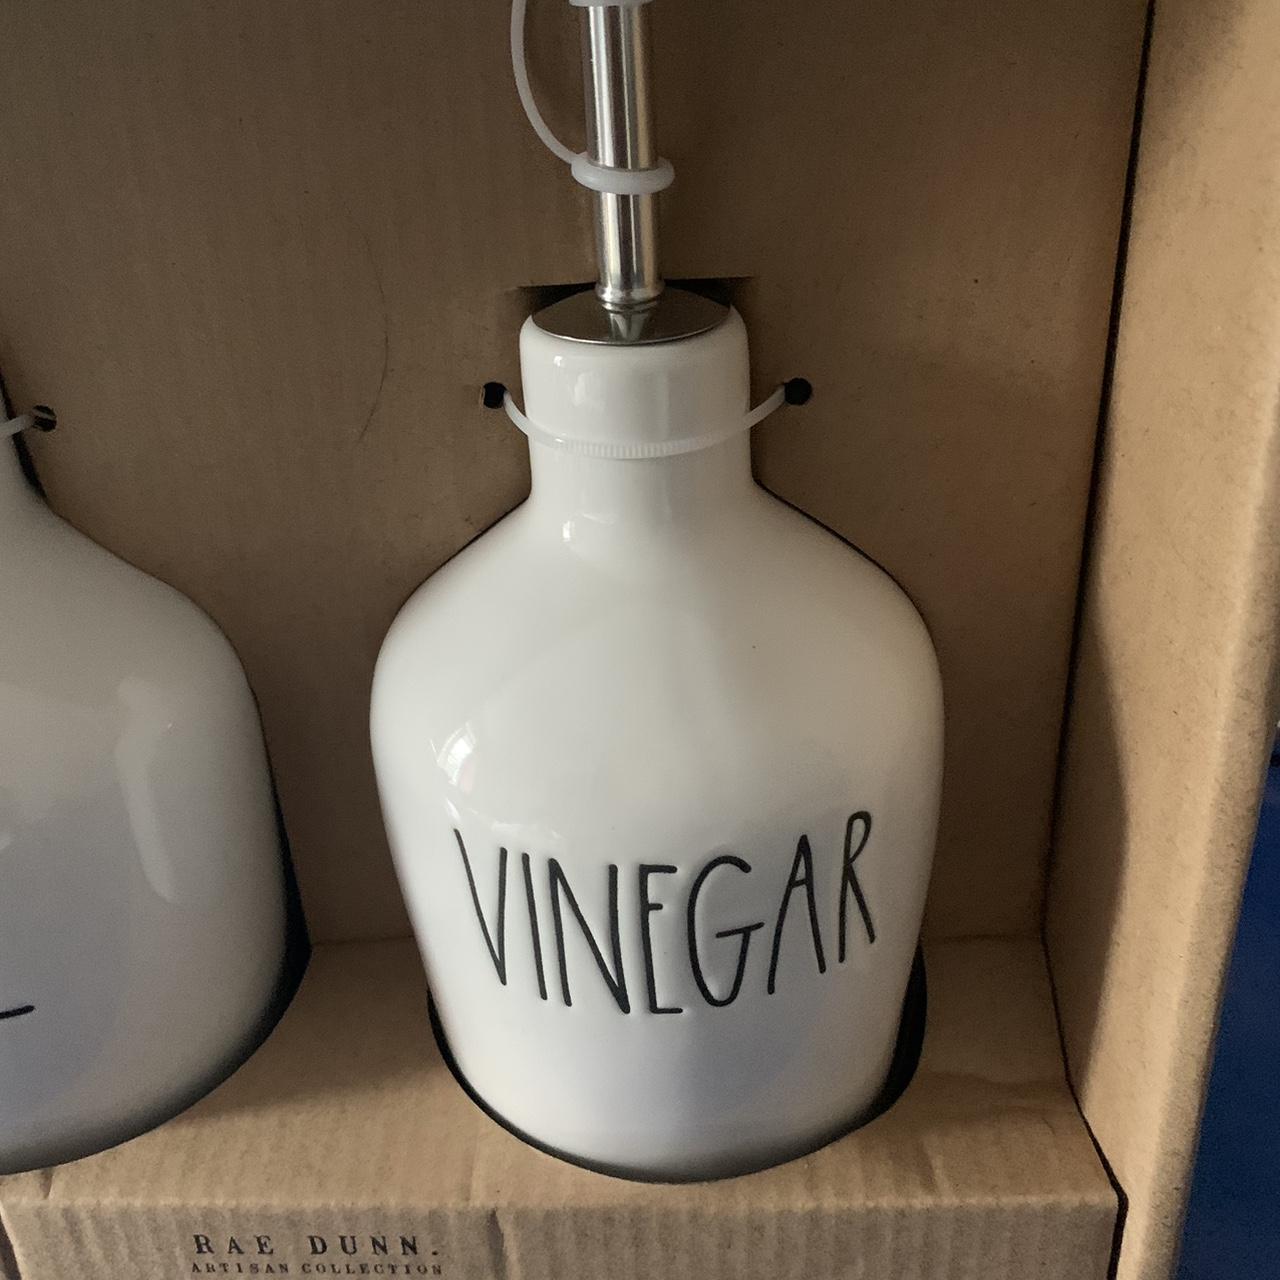 VINEGAR
RAE DUNN.
ARTISAN COLLECTION